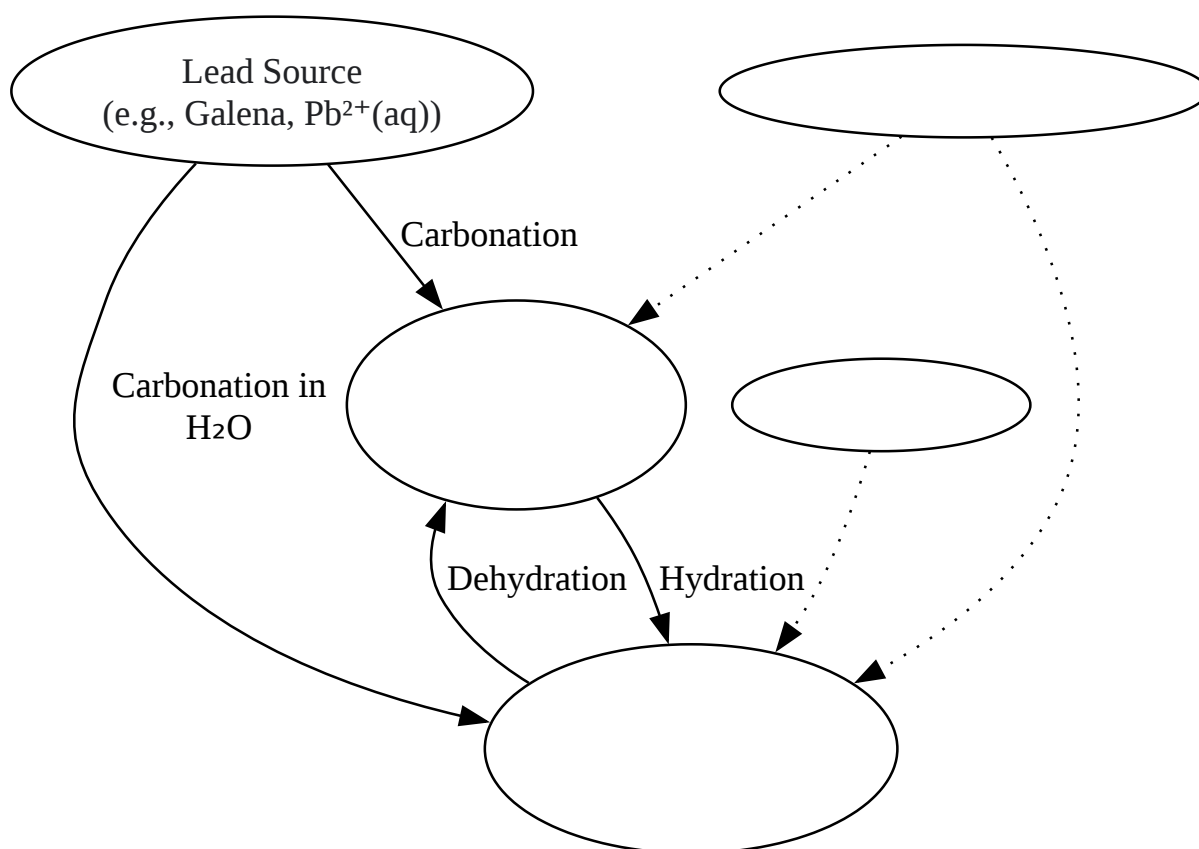 Lead Source
(e.g., Galena, Pb²⁺(aq))
Carbonation
Carbonation in
H₂O
Dehydration
Hydration